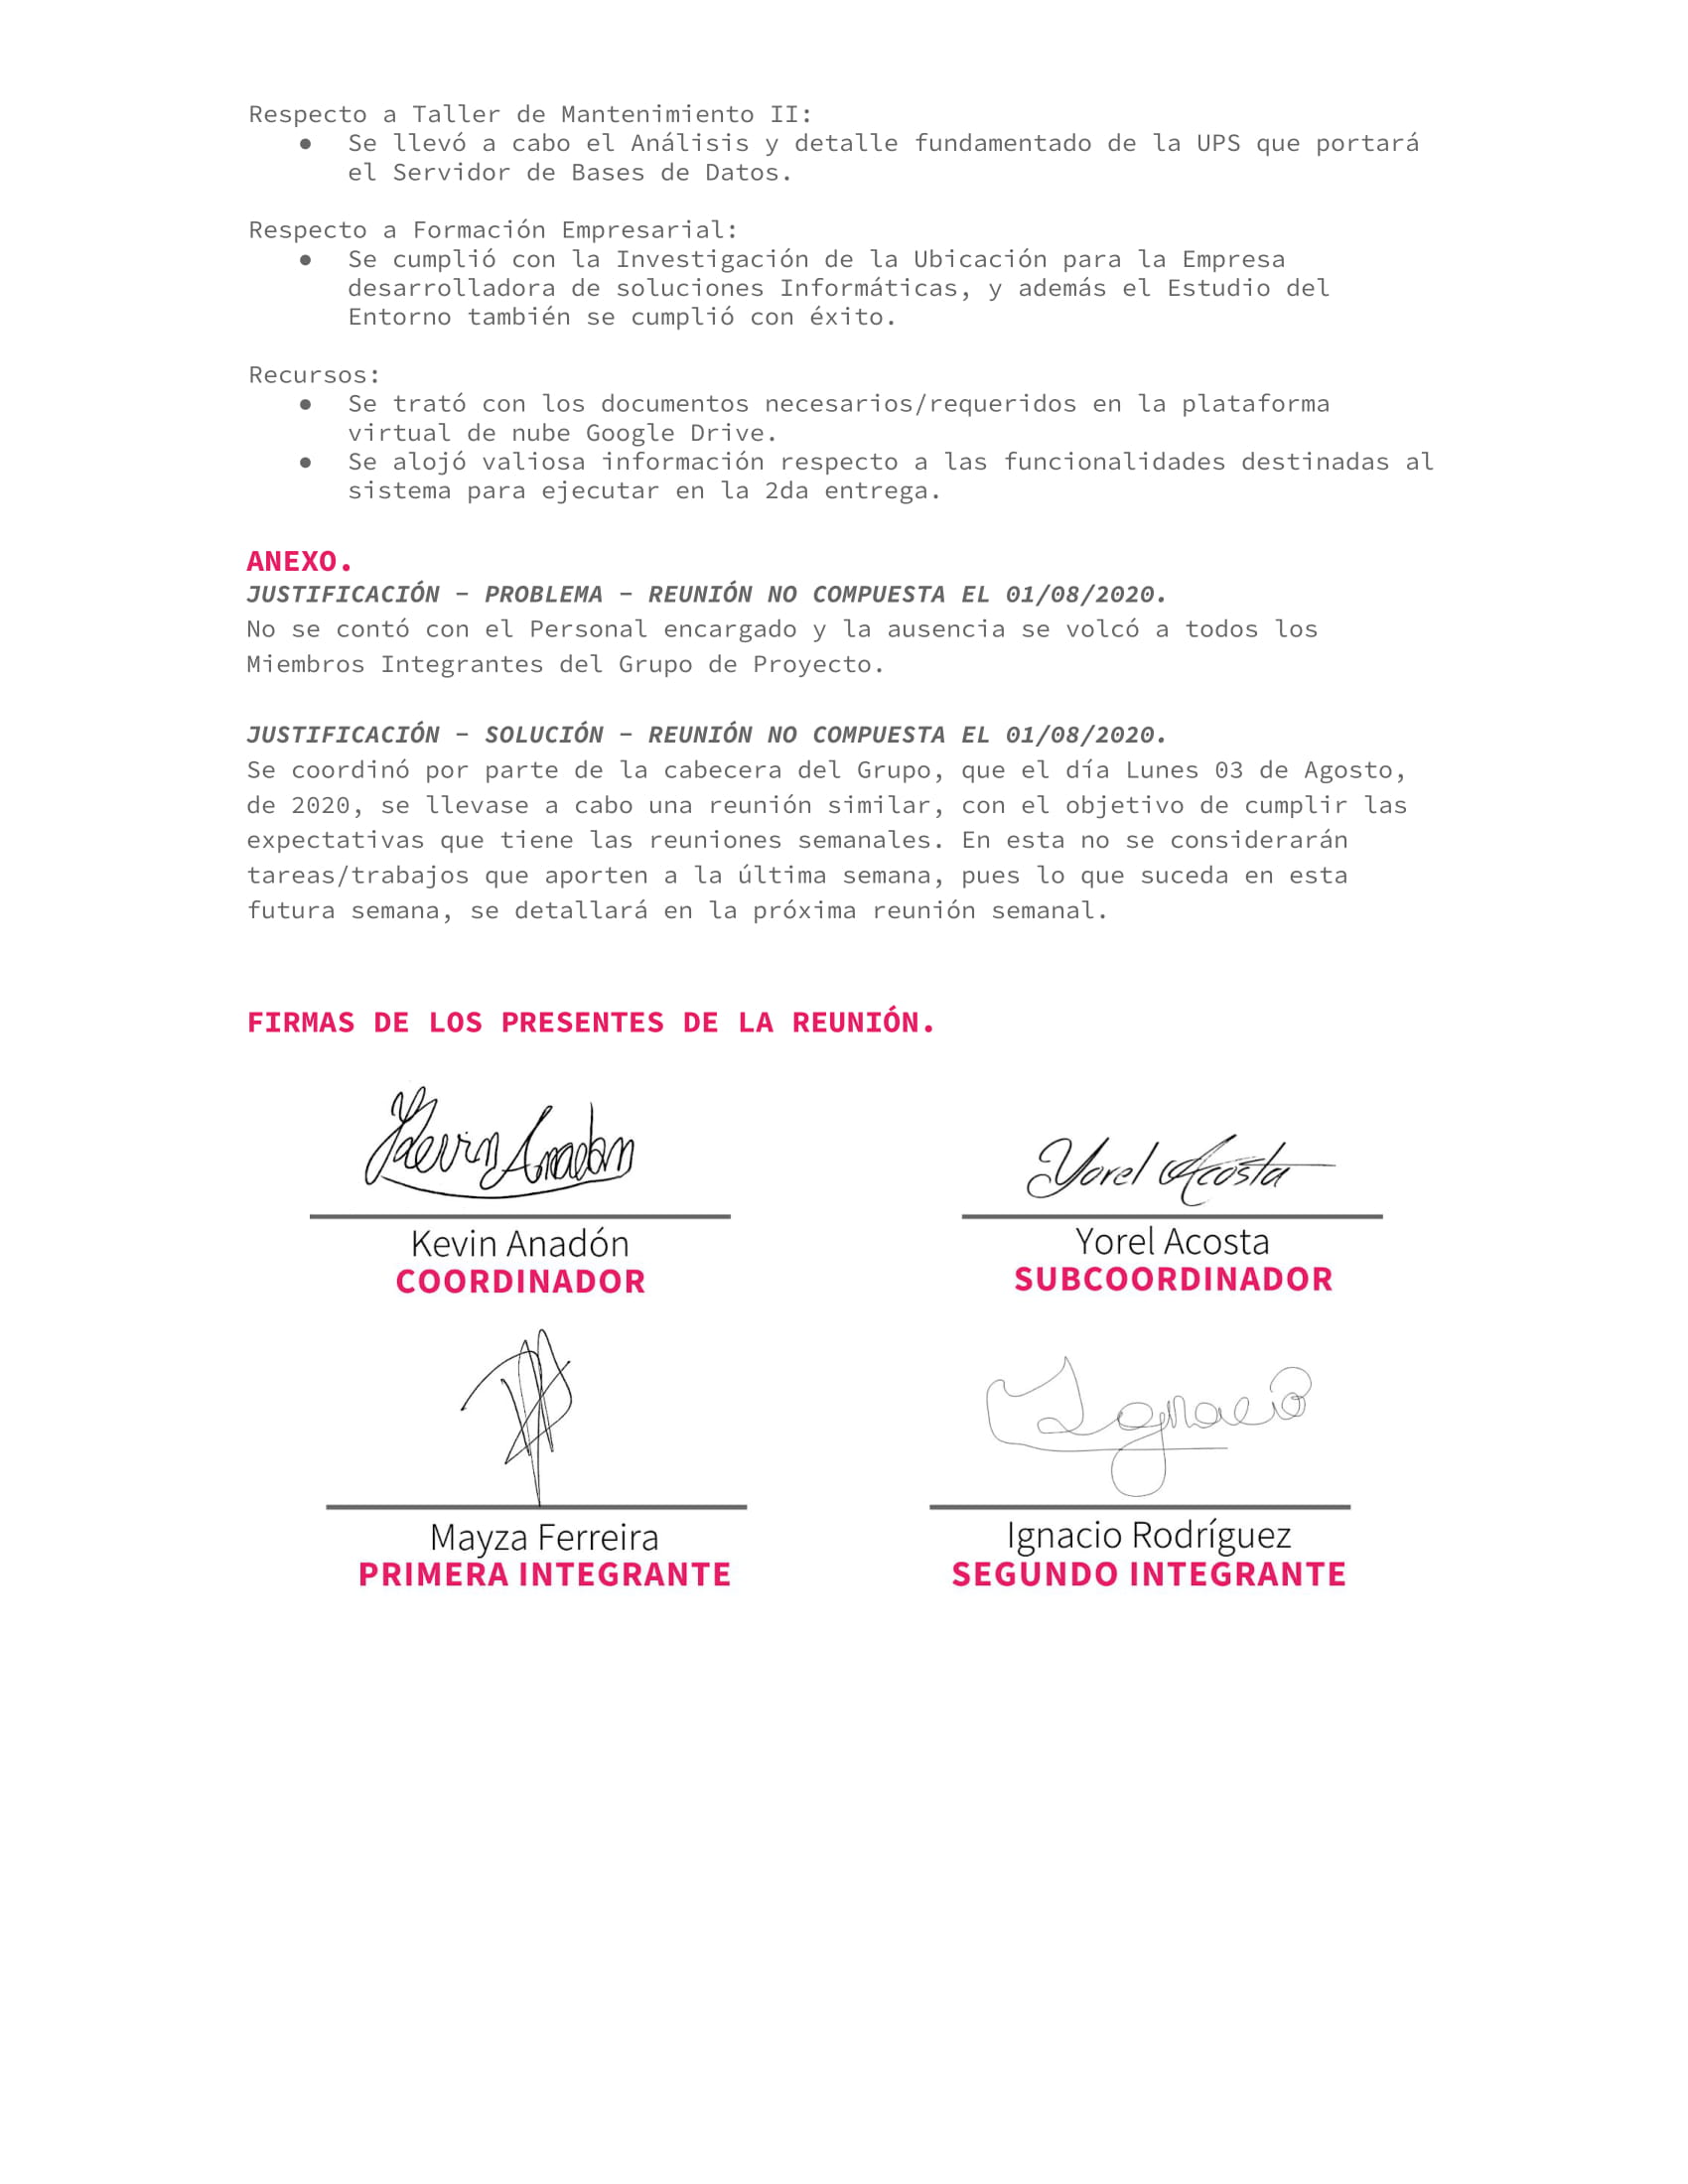 Respecto a Taller de Mantenimiento II:
● Se llevó a cabo el Análisis y detalle fundamentado de la UPS que portará
el Servidor de Bases de Datos.
Respecto a Formación Empresarial:
● Se cumplió con la Investigación de la Ubicación para la Empresa
desarrolladora de soluciones Informáticas, y además el Estudio del
Entorno también se cumplió con éxito.
Recursos:
● Se trató con los documentos necesarios/requeridos en la plataforma
virtual de nube Google Drive.
● Se alojó valiosa información respecto a las funcionalidades destinadas al
sistema para ejecutar en la 2da entrega.
ANEXO.
JUSTIFICACIÓN - PROBLEMA - REUNIÓN NO COMPUESTA EL 01/08/2020.
No se contó con el Personal encargado y la ausencia se volcó a todos los
Miembros Integrantes del Grupo de Proyecto.
JUSTIFICACIÓN - SOLUCIÓN - REUNIÓN NO COMPUESTA EL 01/08/2020.
Se coordinó por parte de la cabecera del Grupo, que el día Lunes 03 de Agosto,
de 2020, se llevase a cabo una reunión similar, con el objetivo de cumplir las
expectativas que tiene las reuniones semanales. En esta no se considerarán
tareas/trabajos que aporten a la última semana, pues lo que suceda en esta
futura semana, se detallará en la próxima reunión semanal.
FIRMAS DE LOS PRESENTES DE LA REUNIÓN.
Kevin Anadón
Yorel Acosta
Kevin Anadón
COORDINADOR
Yorel Acosta
SUBCOORDINADOR
Ignacio
Mayza Ferreira
PRIMERA INTEGRANTE
Ignacio Rodríguez
SEGUNDO INTEGRANTE